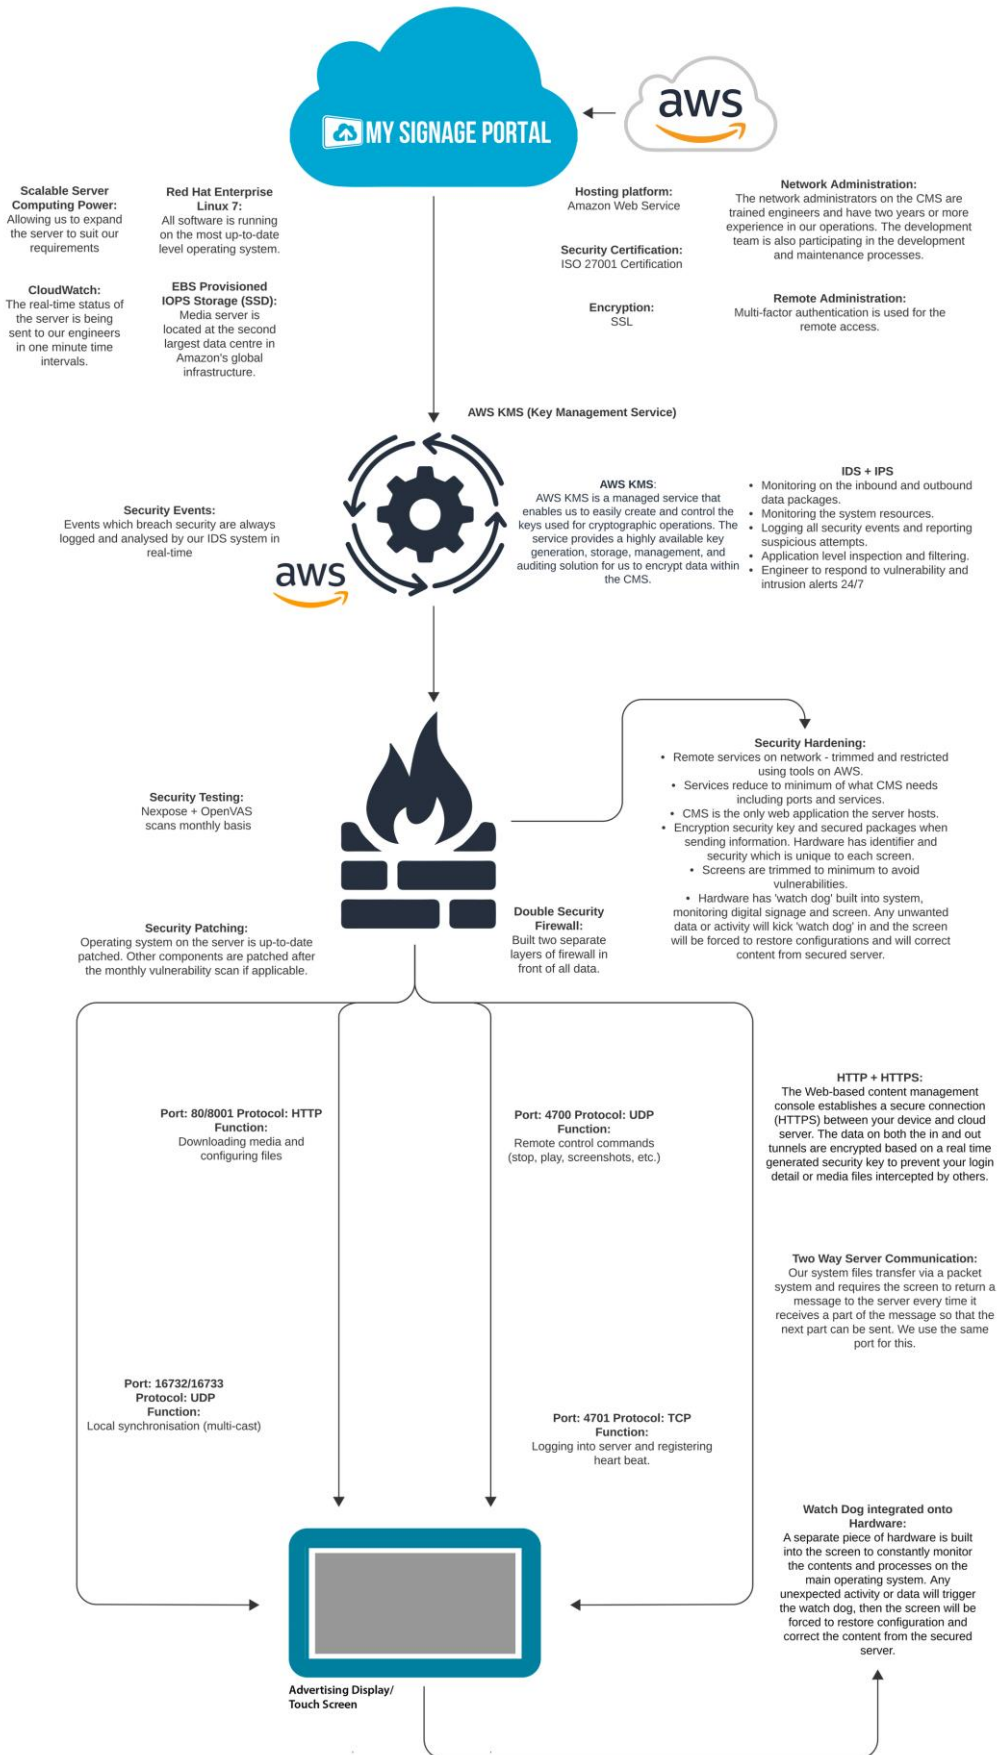 MY SIGNAGE PORTAL
aws
Scalable Server
Computing Power:
Allowing us to expand
the server to suit our
requirements
Red Hat Enterprise
Linux 7:
All software is running
on the most up-to-date
level operating system.
Hosting platform:
Amazon Web Service
Network Administration:
The network administrators on the CMS are
trained engineers and have two years or more
experience in our operations. The development
team is also participating in the development
and maintenance processes.
Security Certification:
ISO 27001 Certification
CloudWatch:
The real-time status of
the server is being
sent to our engineers
in one minute time
intervals.
EBS Provisioned
IOPS Storage (SSD):
Media server is
located at the second
largest data centre in
Amazon's global
infrastructure.
Encryption:
SSL
Remote Administration:
Multi-factor authentication is used for the
remote access.
AWS KMS (Key Management Service)
Security Events:
Events which breach security are always
logged and analysed by our IDS system in
real-time
aws
AWS KMS:
AWS KMS is a managed service that
enables us to easily create and control the
keys used for cryptographic operations. The
service provides a highly available key
generation, storage, management, and
auditing solution for us to encrypt data within
the CMS.
IDS + IPS
• Monitoring on the inbound and outbound
data packages.
• Monitoring the system resources.
• Logging all security events and reporting
suspicious attempts.
• Application level inspection and filtering.
• Engineer to respond to vulnerability and
intrusion alerts 24/7
Security Hardening:
• Remote services on network - trimmed and restricted
using tools on AWS.
• Services reduce to minimum of what CMS needs
including ports and services.
• CMS is the only web application the server hosts.
• Encryption security key and secured packages when
sending information. Hardware has identifier and
security which is unique to each screen.
• Screens are trimmed to minimum to avoid
vulnerabilities.
• Hardware has 'watch dog' built into system,
monitoring digital signage and screen. Any unwanted
data or activity will kick 'watch dog' in and the screen
will be forced to restore configurations and will correct
content from secured server.
Security Testing:
Nexpose + OpenVAS
scans monthly basis
Security Patching:
Operating system on the server is up-to-date
patched. Other components are patched after
the monthly vulnerability scan if applicable.
Double Security
Firewall:
Built two separate
layers of firewall in
front of all data.
Port: 80/8001 Protocol: HTTP
Function:
Downloading media and
configuring files
Port: 4700 Protocol: UDP
Function:
Remote control commands
(stop, play, screenshots, etc.)
HTTP + HTTPS:
The Web-based content management
console establishes a secure connection
(HTTPS) between your device and cloud
server. The data on both the in and out
tunnels are encrypted based on a real time
generated security key to prevent your login
detail or media files intercepted by others.
Two Way Server Communication:
Our system files transfer via a packet
system and requires the screen to return a
message to the server every time it
receives a part of the message so that the
next part can be sent. We use the same
port for this.
Port: 16732/16733
Protocol: UDP
Function:
Local synchronisation (multi-cast)
Port: 4701 Protocol: TCP
Function:
Logging into server and registering
heart beat.
Watch Dog integrated onto
Hardware:
A separate piece of hardware is built
into the screen to constantly monitor
the contents and processes on the
main operating system. Any
unexpected activity or data will trigger
the watch dog, then the screen will be
forced to restore configuration and
correct the content from the secured
server.
Advertising Display/
Touch Screen